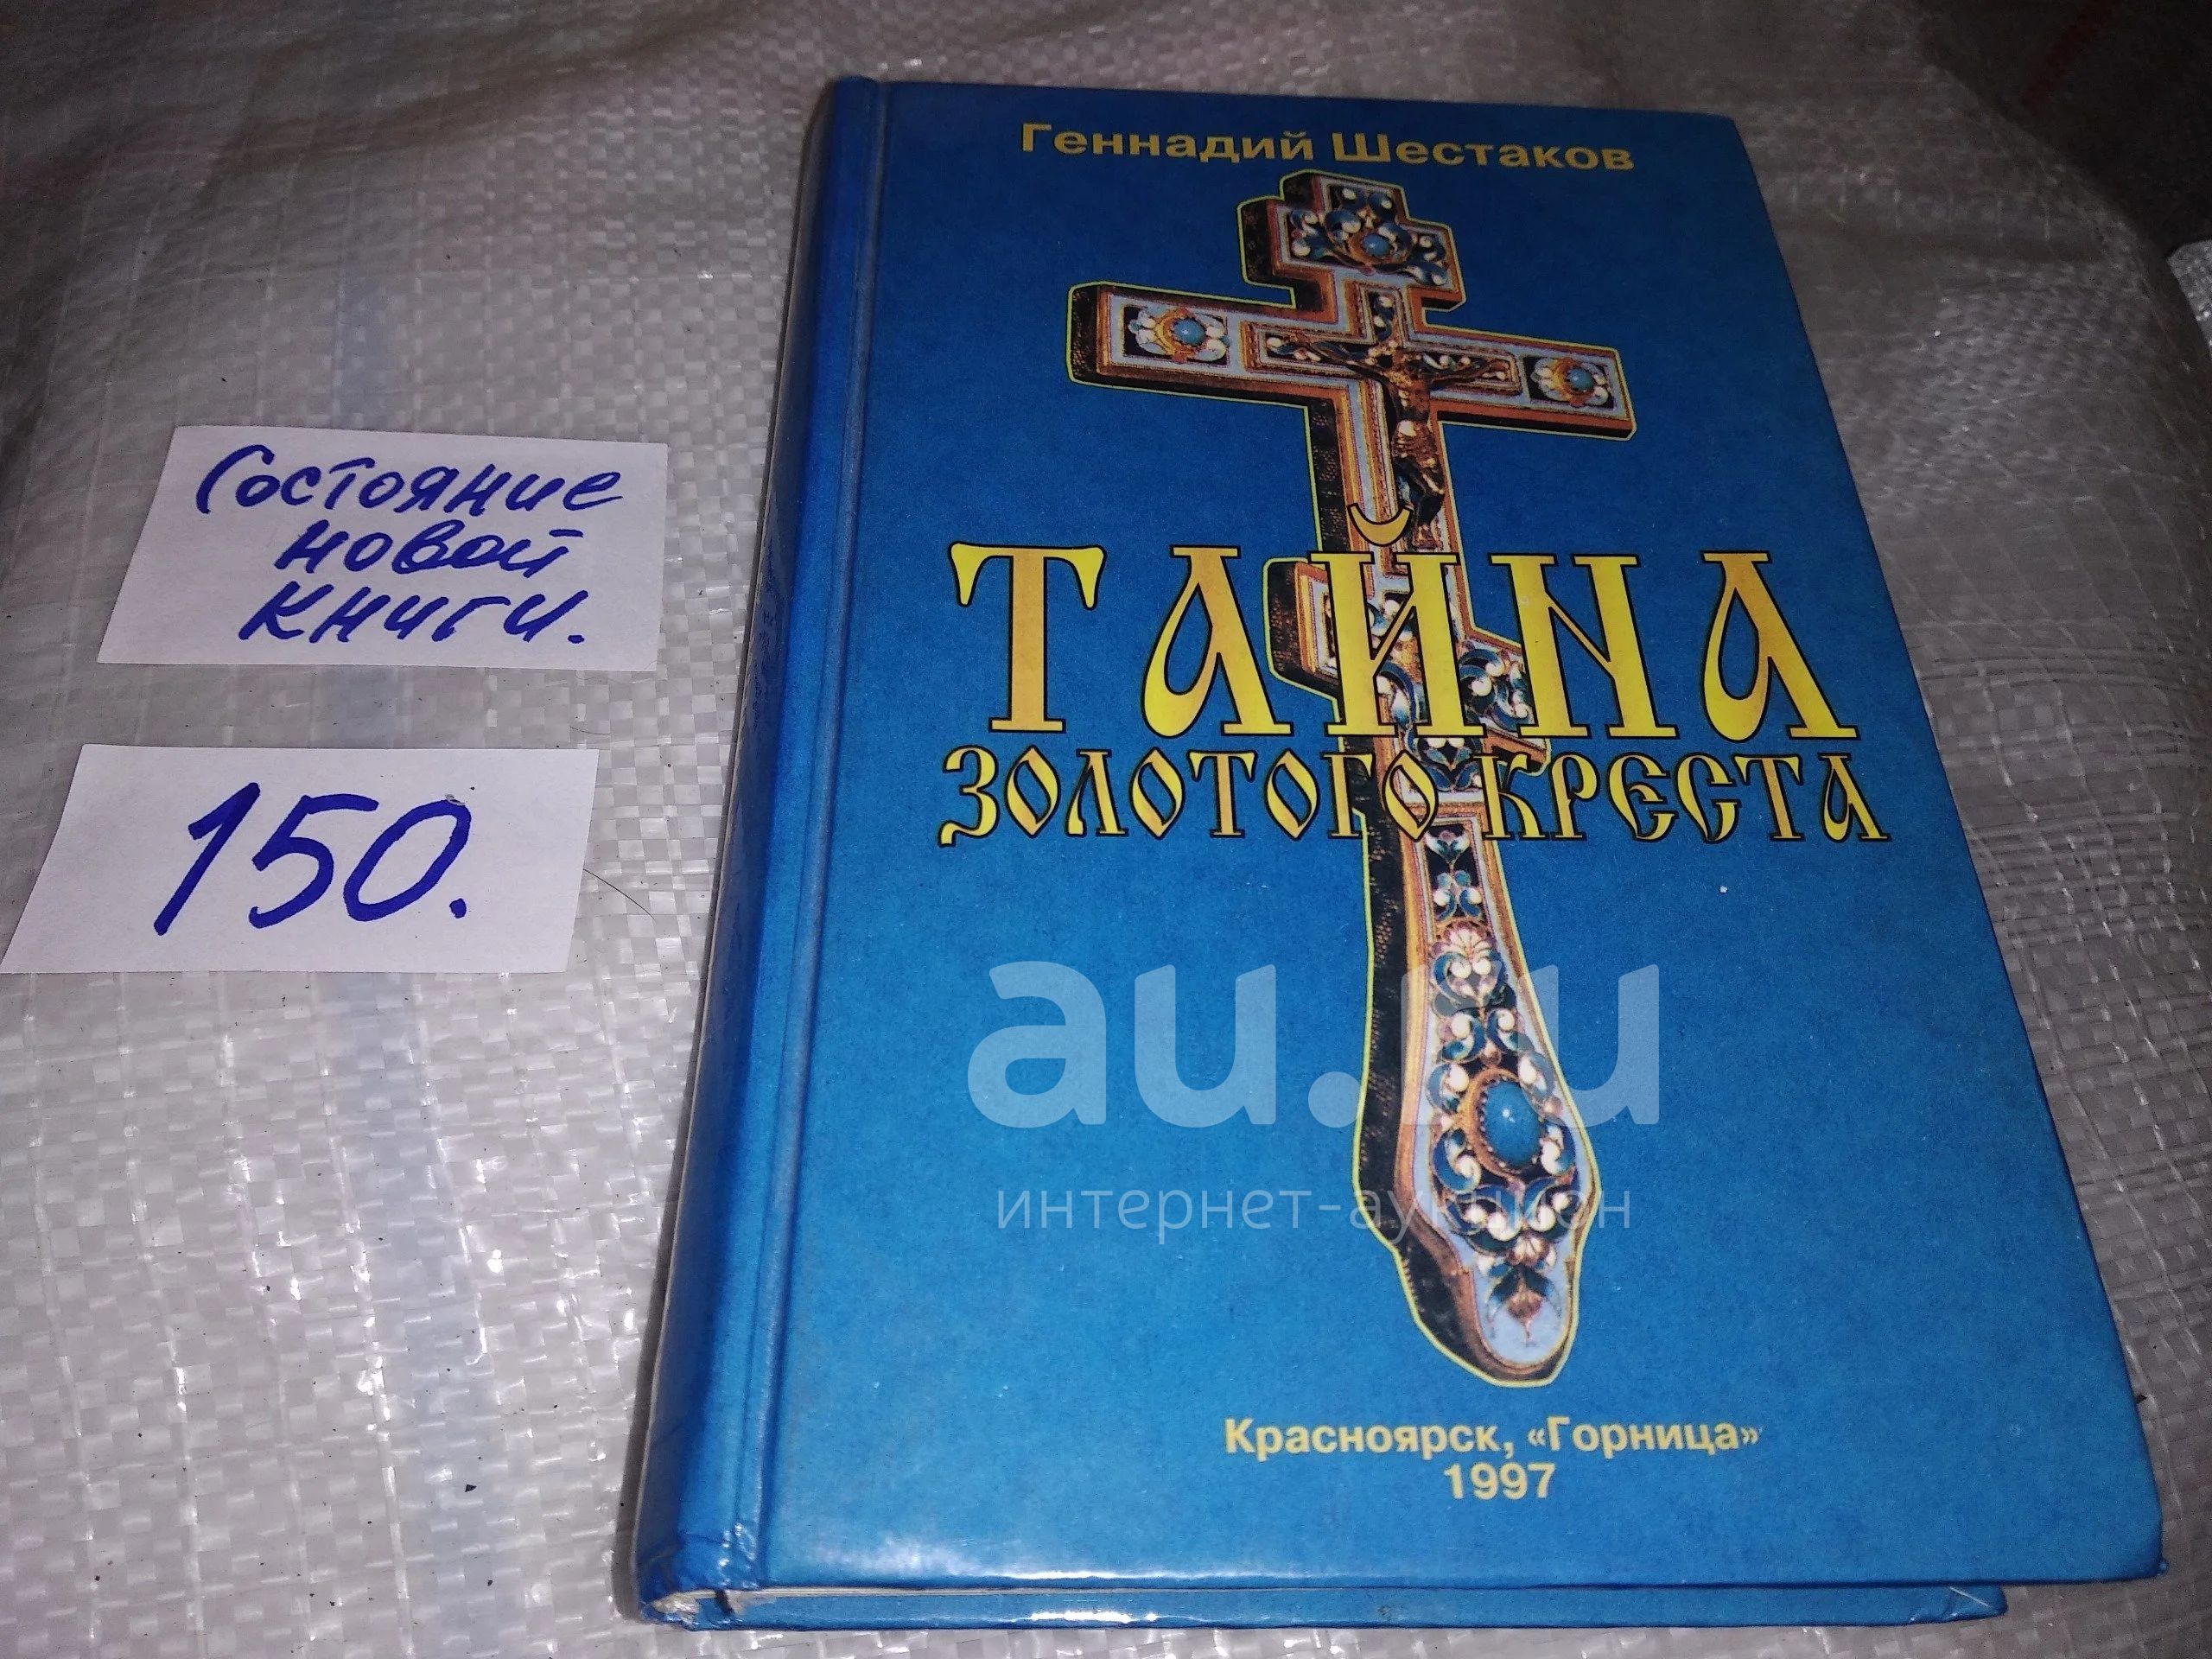 Состояние
новой
книги.
150.
Геннадий Шестаков
ТАЙНА
ЗОЛОТОГО КРЕСТА
au.ru
интернет-аукцион
Красноярск, «Горница»
1997